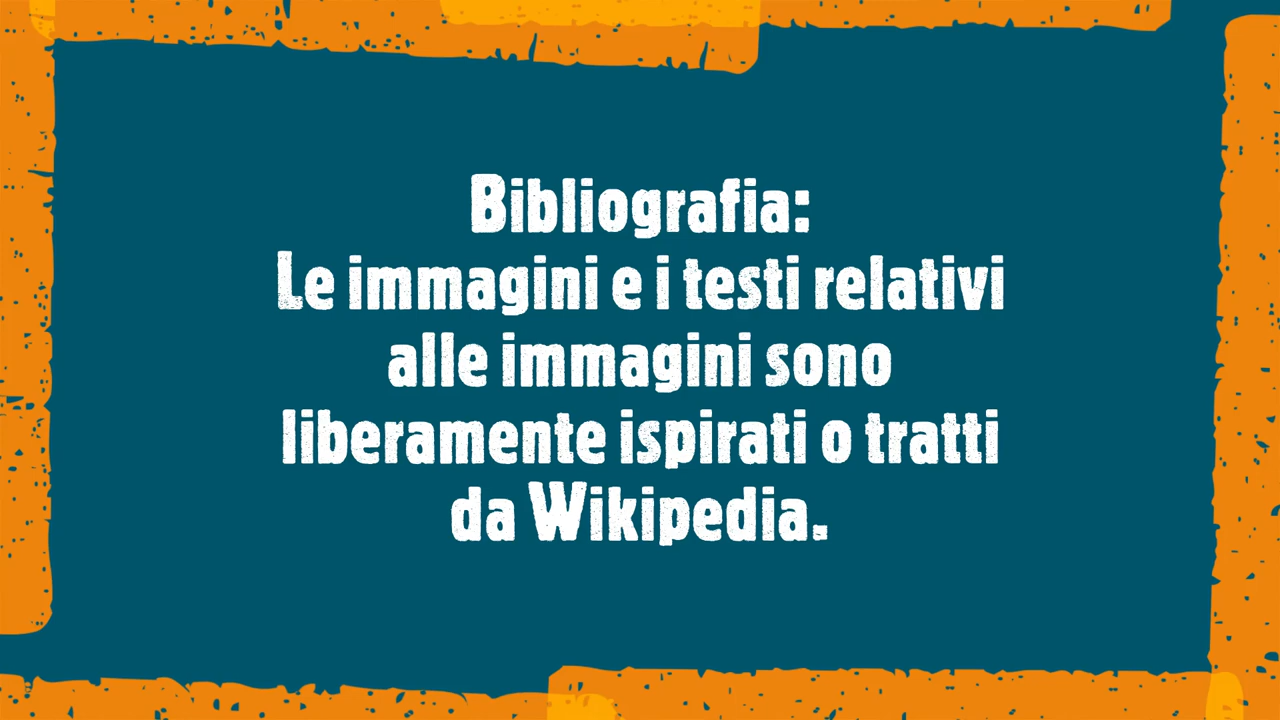 Bibliografia:
Le immagini e i testi relativi
alle immagini sono
liberamente ispirati o tratti
da Wikipedia.